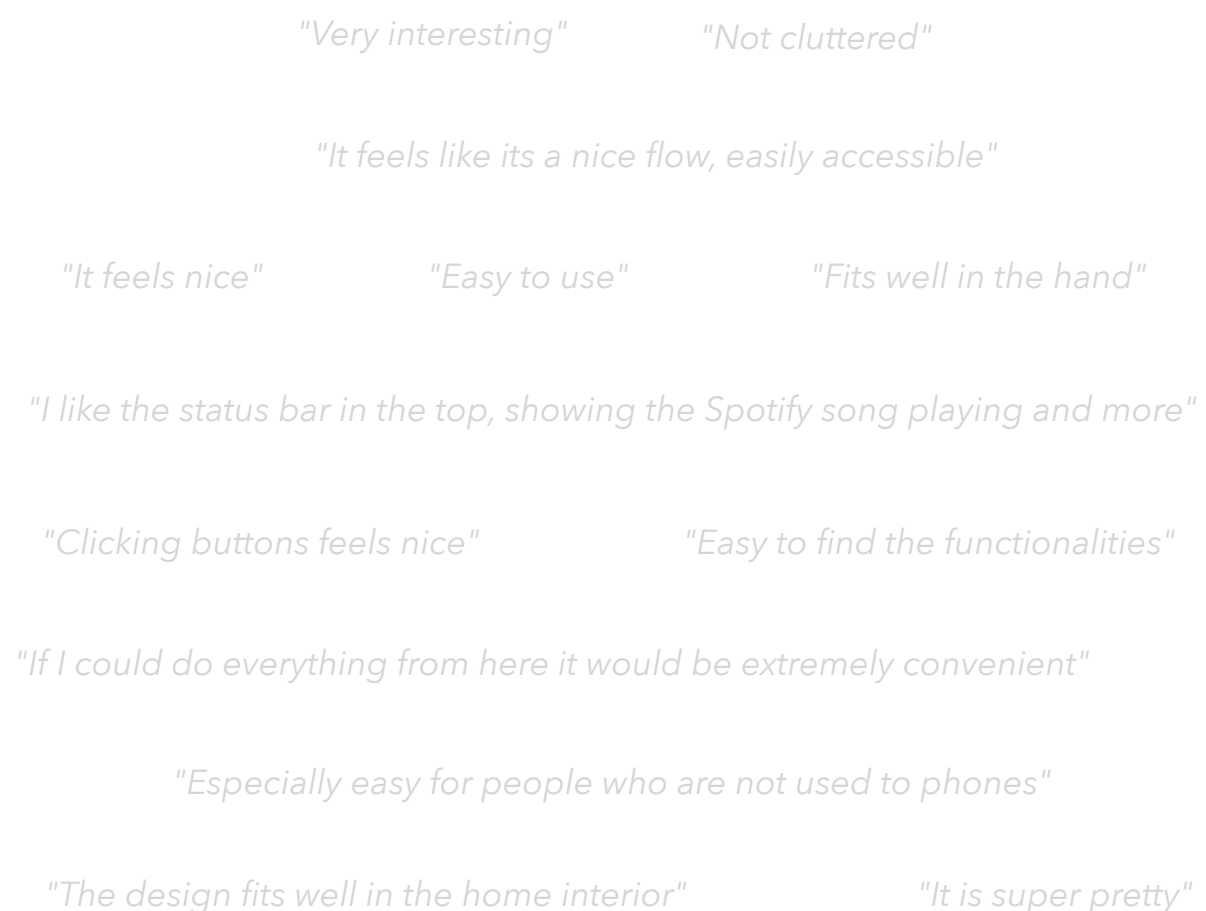 "Very interesting" "Not cluttered"
"It feels like its a nice flow, easily accessible"
"It feels nice" "Easy to use" "Fits well in the hand"
"I like the status bar in the top, showing the Spotify song playing and more"
"Clicking buttons feels nice" "Easy to find the functionalities"
"If I could do everything from here it would be extremely convenient"
"Especially easy for people who are not used to phones"
"The design fits well in the home interior" "It is super pretty"